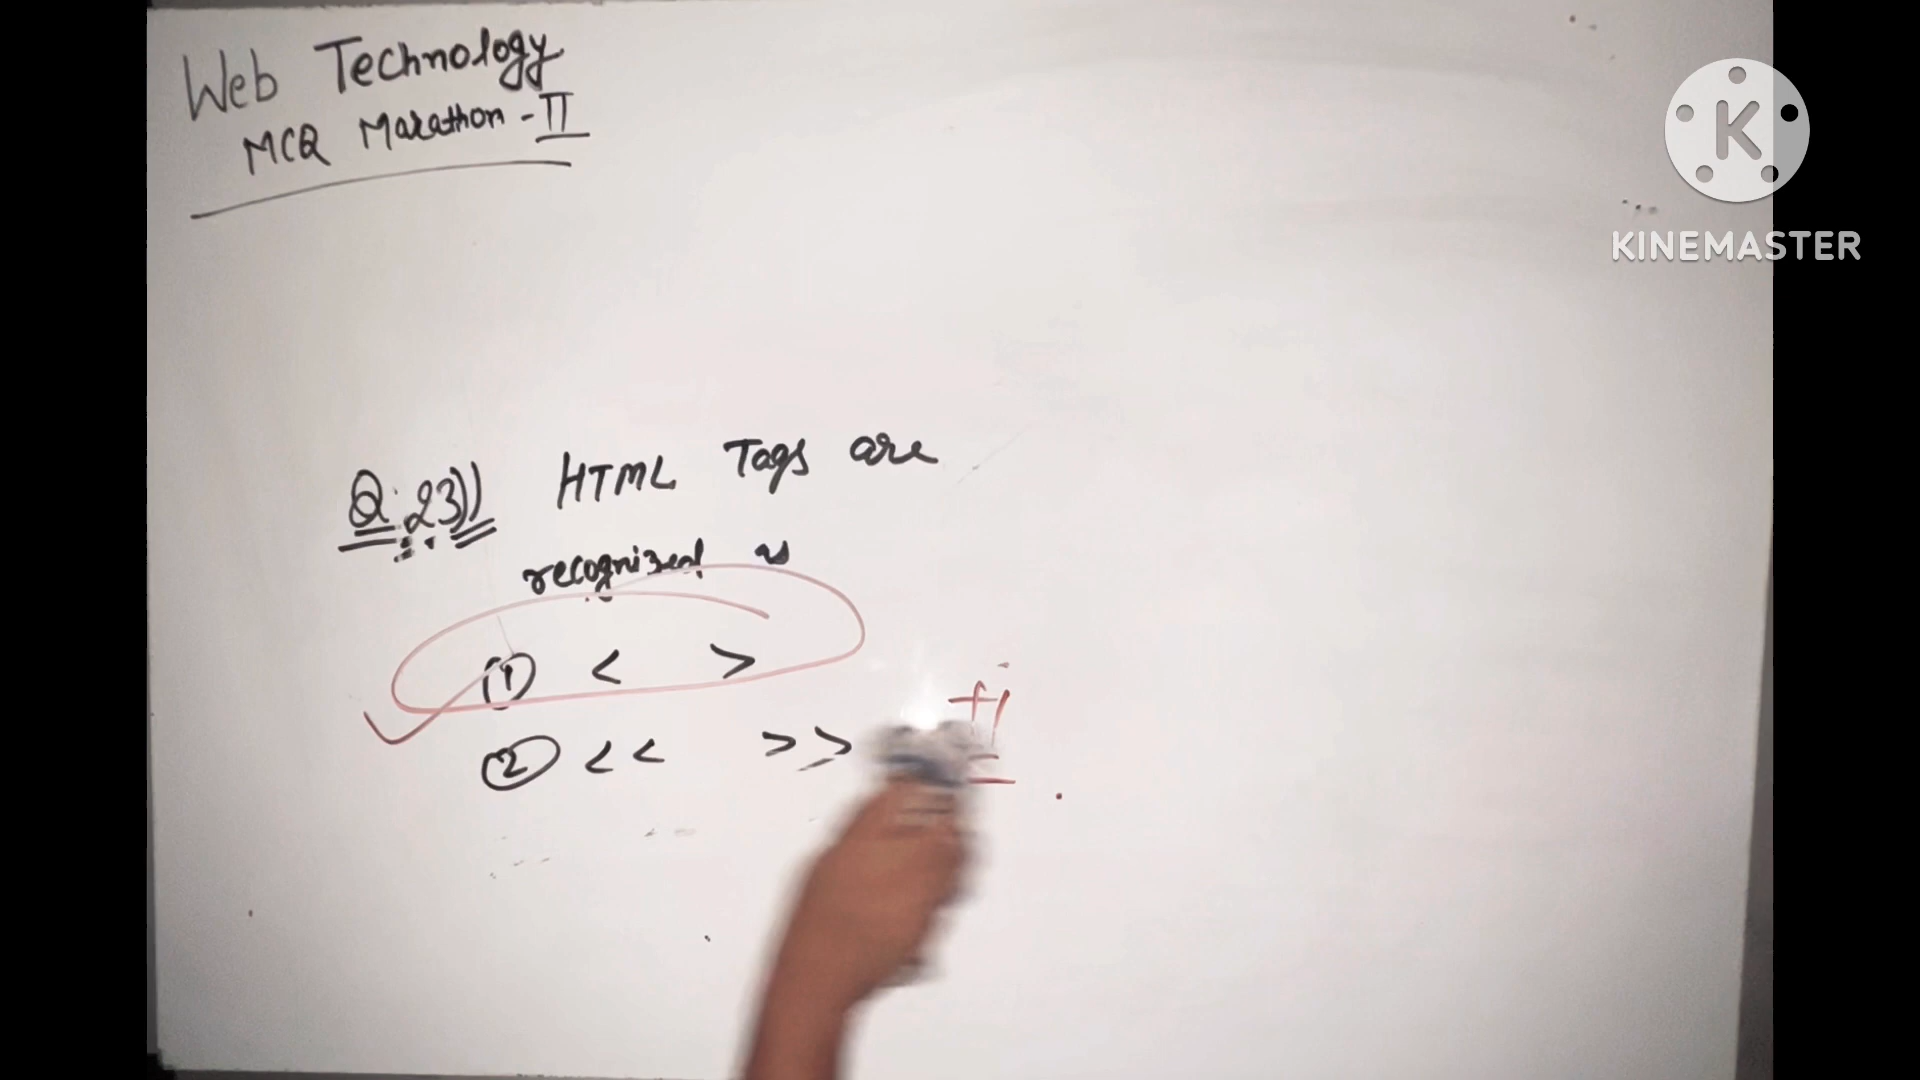 Web Technology
MCQ Marathon - II
K
KINEMASTER
Q.23)) HTML Tags are
recognized as
① < >
② << >>